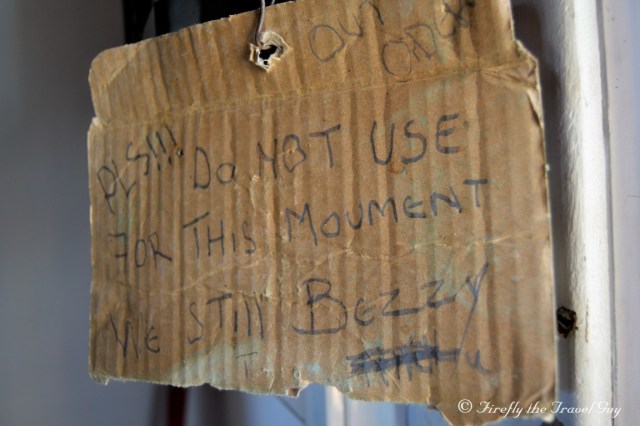 OUT ORDER
PLS!!! DO NOT USE
FOR THIS MOUMENT
WE STILL BEZZY
© Firefly the Travel Guy